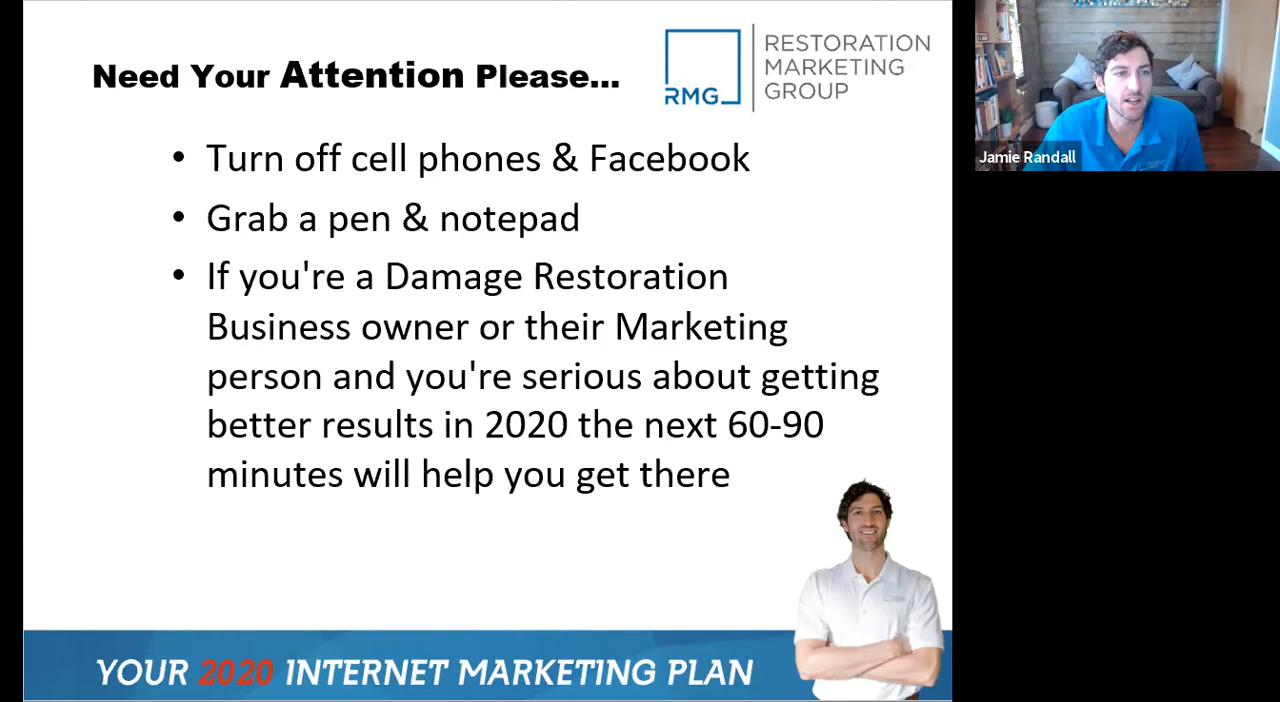 Need Your Attention Please...
RESTORATION
MARKETING
GROUP
RMG
• Turn off cell phones & Facebook
• Grab a pen & notepad
• If you're a Damage Restoration
Business owner or their Marketing
person and you're serious about getting
better results in 2020 the next 60-90
minutes will help you get there
YOUR 2020 INTERNET MARKETING PLAN
Jamie Randall